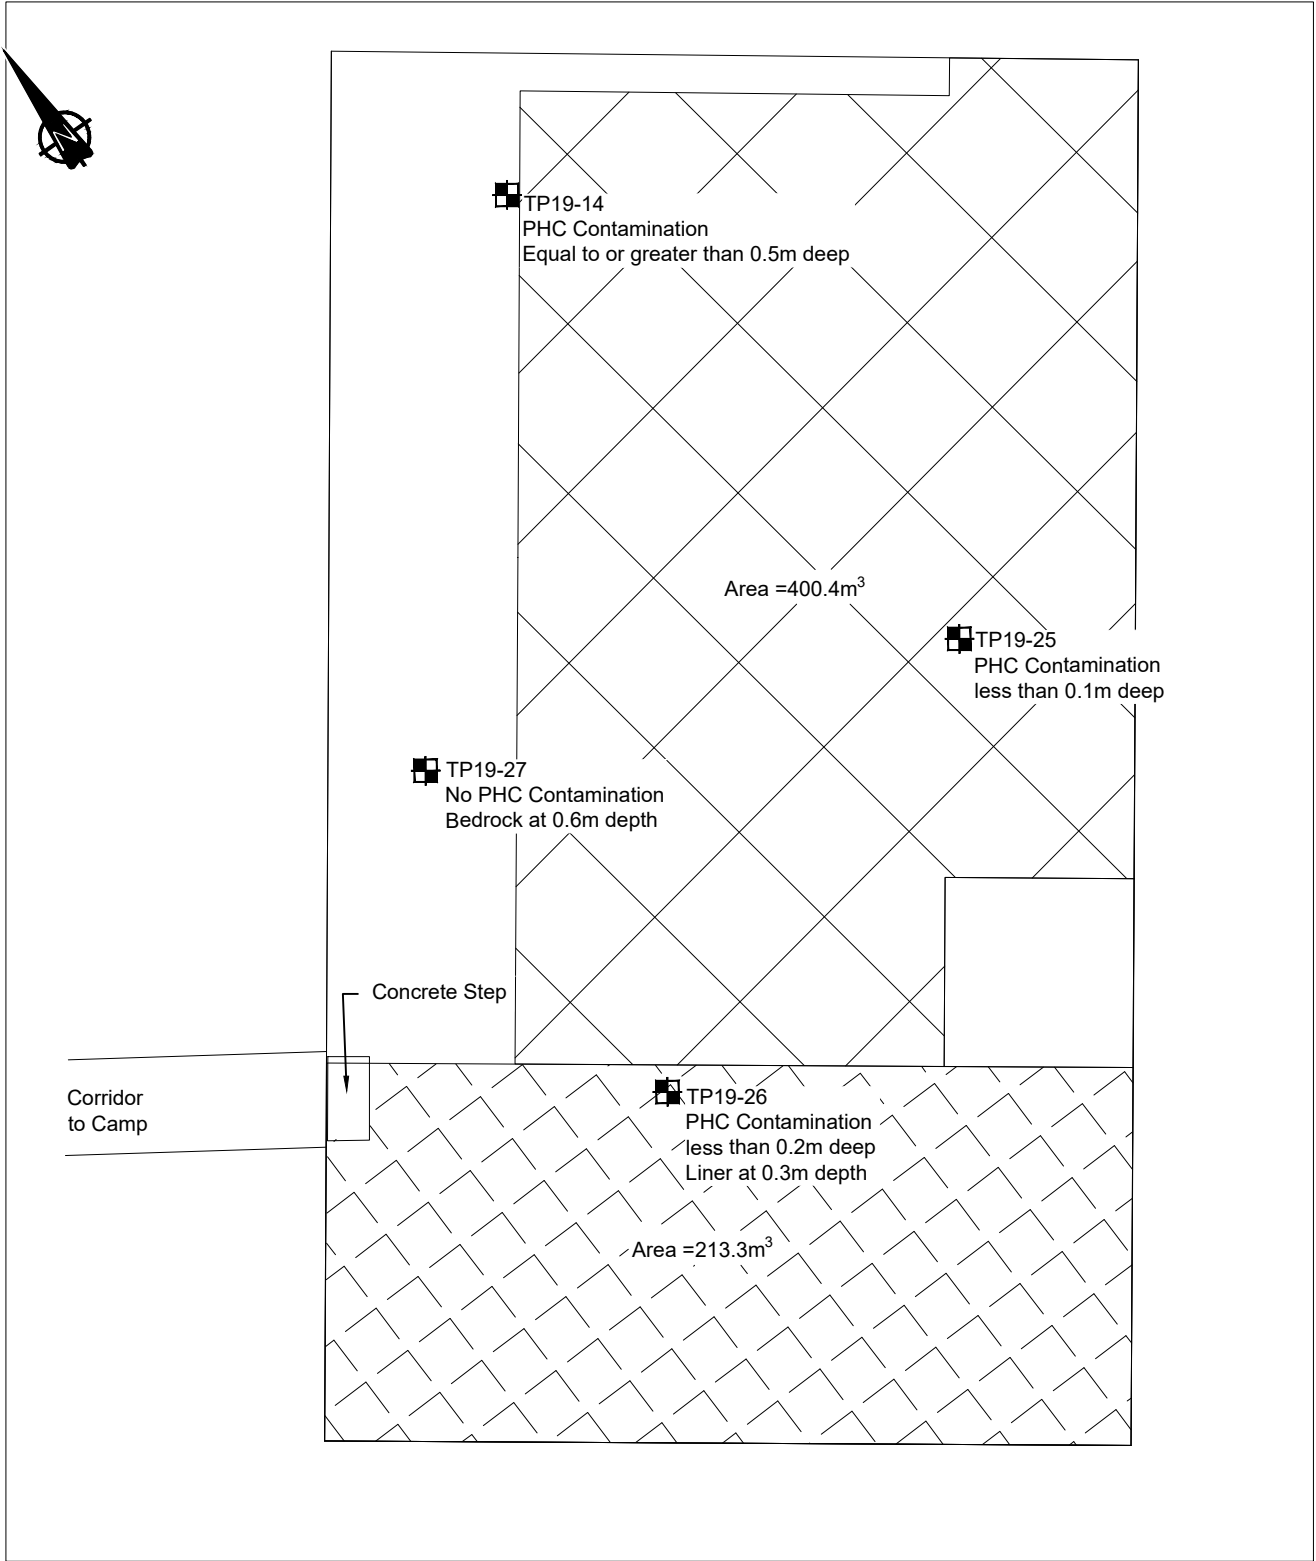 N
TP19-14
PHC Contamination
Equal to or greater than 0.5m deep
Area =400.4m³
TP19-25
PHC Contamination
less than 0.1m deep
TP19-27
No PHC Contamination
Bedrock at 0.6m depth
Concrete Step
Corridor
to Camp
TP19-26
PHC Contamination
less than 0.2m deep
Liner at 0.3m depth
Area =213.3m³